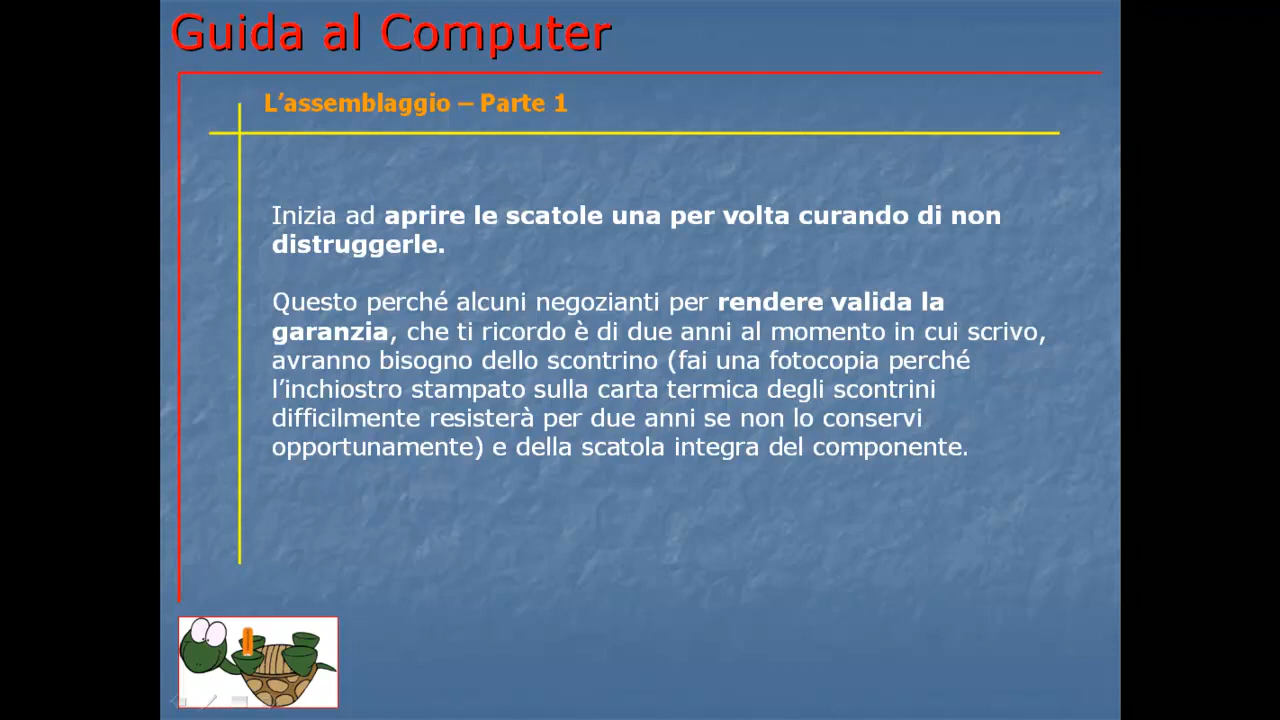 Guida al Computer
L’assemblaggio – Parte 1
Inizia ad aprire le scatole una per volta curando di non
distruggerle.
Questo perché alcuni negozianti per rendere valida la
garanzia, che ti ricordo è di due anni al momento in cui scrivo,
avranno bisogno dello scontrino (fai una fotocopia perché
l’inchiostro stampato sulla carta termica degli scontrini
difficilmente resisterà per due anni se non lo conservi
opportunamente) e della scatola integra del componente.